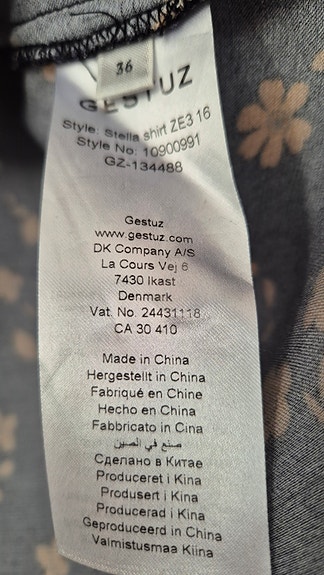 36
GESTUZ
Style: Stella shirt ZE3 16
Style No: 10900991
GZ-134488
Gestuz
www.gestuz.com
DK Company A/S
La Cours Vej 6
7430 Ikast
Denmark
Vat. No. 24431118
CA 30 410
Made in China
Hergestellt in China
Fabriqué en Chine
Hecho en China
Fabbricato in Cina
صنع في الصين
Сделано в Китае
Produceret i Kina
Produsert i Kina
Producerad i Kina
Geproduceerd in China
Valmistusmaa Kiina